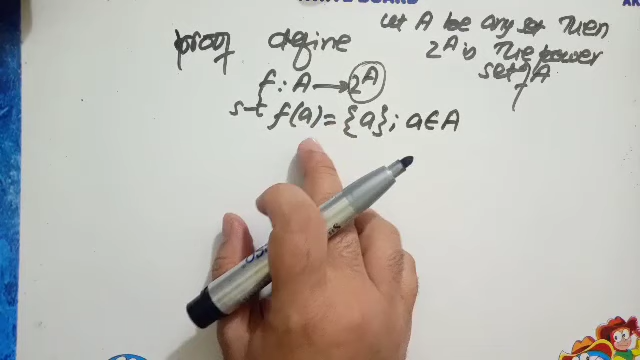 let A be any set Then
proof define 2^A is The power
set of A
f : A → 2^A
s-t f(a) = {a} ; a ∈ A